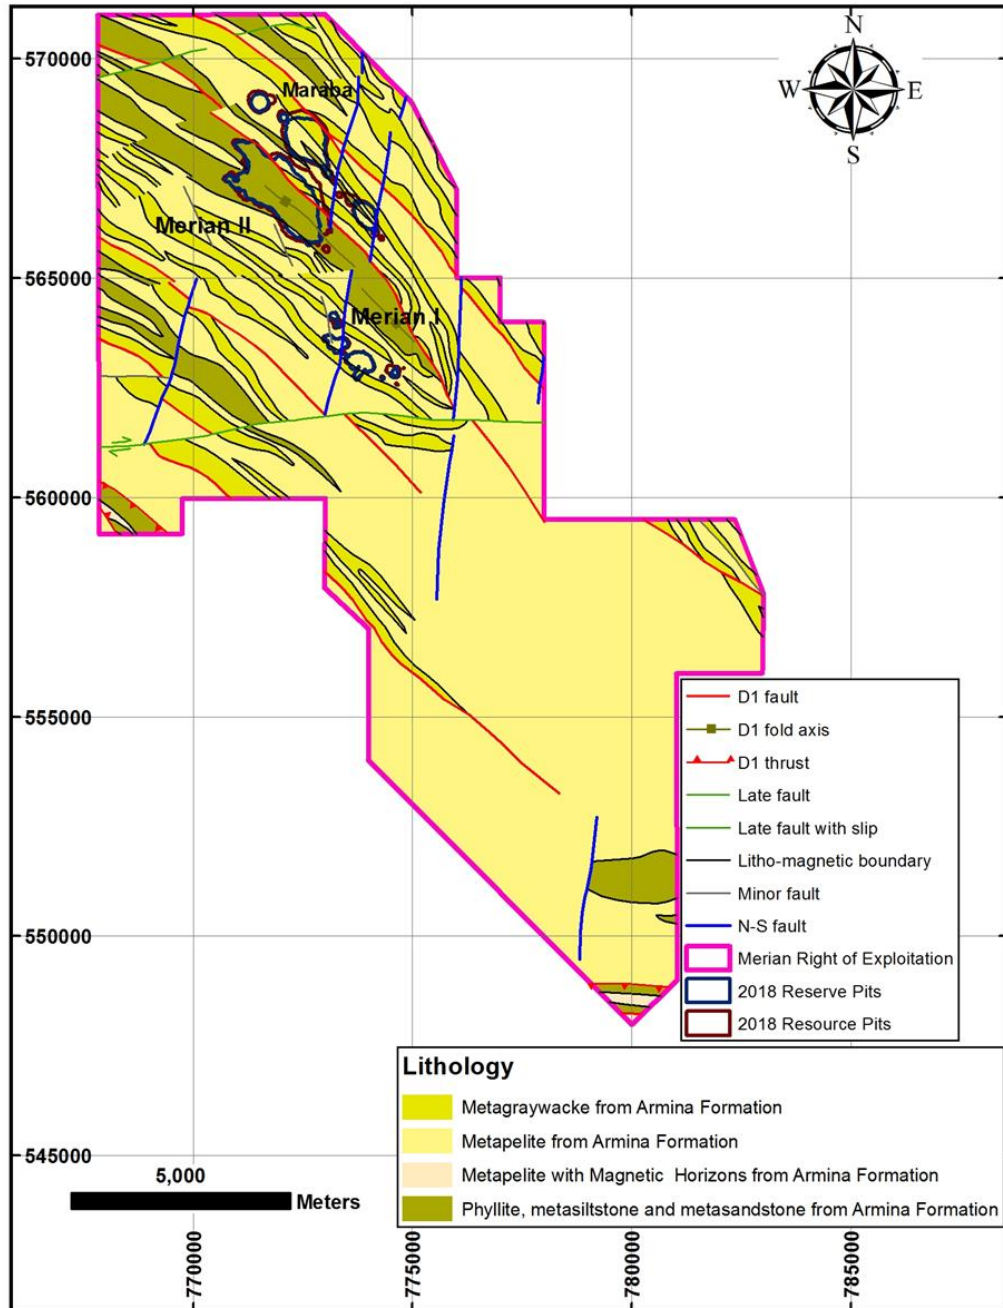 N
W
E
S
570000
565000
560000
555000
550000
545000
Maraba
Merian II
Merian I
D1 fault
D1 fold axis
D1 thrust
Late fault
Late fault with slip
Litho-magnetic boundary
Minor fault
N-S fault
Merian Right of Exploitation
2018 Reserve Pits
2018 Resource Pits
Lithology
Metagraywacke from Armina Formation
Metapelite from Armina Formation
Metapelite with Magnetic Horizons from Armina Formation
Phyllite, metasiltstone and metasandstone from Armina Formation
5,000
Meters
770000
775000
780000
785000